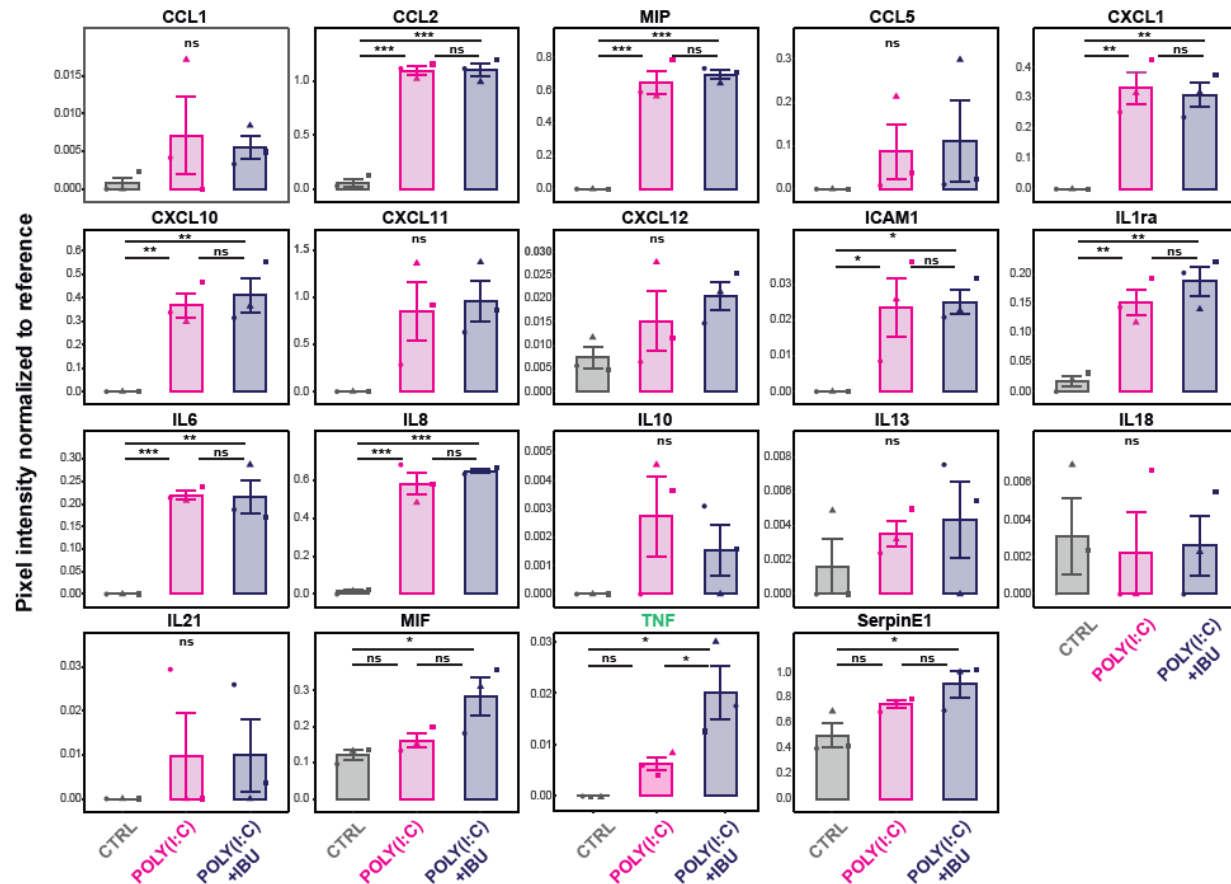 CCL1 CCL2 MIP CCL5 CXCL1
ns
0.015
0.010
0.005
0.000
***
*** ns
1.0
0.5
0.0
***
*** ns
0.8
0.6
0.4
0.2
0.0
ns
0.3
0.2
0.1
0.0
**
** ns
0.4
0.3
0.2
0.1
0.0
CXCL10 CXCL11 CXCL12 ICAM1 IL1ra
**
** ns
0.6
0.5
0.4
0.3
0.2
0.1
0.0
ns
1.5
1.0
0.5
0.0
ns
0.030
0.025
0.020
0.015
0.010
0.005
0.000
*
* ns
0.03
0.02
0.01
0.00
**
** ns
0.20
0.15
0.10
0.05
0.00
Pixel intensity normalized to reference
IL6 IL8 IL10 IL13 IL18
**
*** ns
0.30
0.25
0.20
0.15
0.20
0.05
0.00
***
*** ns
0.6
0.4
0.2
0.0
ns
0.005
0.004
0.003
0.002
0.001
0.000
ns
0.008
0.006
0.004
0.002
0.000
ns
0.006
0.004
0.002
0.000
IL21 MIF TNF SerpinE1
ns
0.03
0.02
0.01
0.00
*
ns ns
0.3
0.2
0.1
0.0
*
ns *
0.03
0.02
0.01
0.00
*
ns ns
1.0
0.8
0.6
0.4
0.2
0.0
CTRL
POLY(I:C)
POLY(I:C)
+IBU
CTRL
POLY(I:C)
POLY(I:C)
+IBU
CTRL
POLY(I:C)
POLY(I:C)
+IBU
CTRL
POLY(I:C)
POLY(I:C)
+IBU
CTRL
POLY(I:C)
POLY(I:C)
+IBU